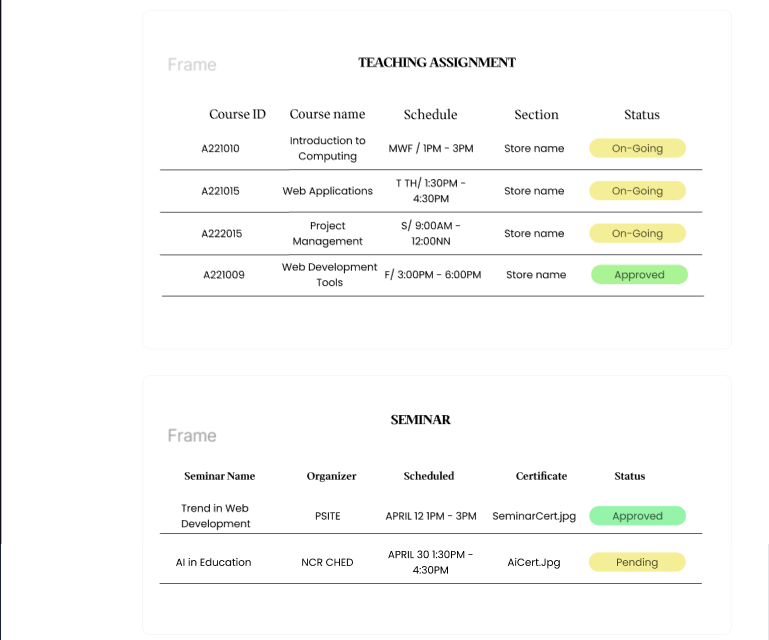 Frame
TEACHING ASSIGNMENT
Course ID Course name Schedule Section Status
A221010 Introduction to Computing MWF / 1PM - 3PM Store name On-Going
A221015 Web Applications T TH/ 1:30PM - 4:30PM Store name On-Going
A222015 Project Management S/ 9:00AM - 12:00NN Store name On-Going
A221009 Web Development Tools F/ 3:00PM - 6:00PM Store name Approved
SEMINAR
Frame
Seminar Name Organizer Scheduled Certificate Status
Trend in Web Development PSITE APRIL 12 1PM - 3PM SeminarCert.jpg Approved
AI in Education NCR CHED APRIL 30 1:30PM - 4:30PM AiCert.Jpg Pending